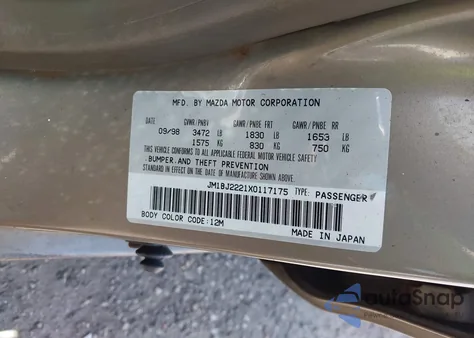 MFD. BY MAZDA MOTOR CORPORATION
DATE GVWR/PNBV GAWR/PNBE FRT GAWR/PNBE RR
09/98 3472 LB 1830 LB 1653 LB
1575 KG 830 KG 750 KG
THIS VEHICLE CONFORMS TO ALL APPLICABLE FEDERAL MOTOR VEHICLE SAFETY
BUMPER.AND THEFT PREVENTION
STANDARD IN EFFECT ON DATE OF MANUFACTURE SHOWN ABOVE.
JM1BJ2221X0117175 TYPE: PASSENGER
BODY COLOR CODE:12M
MADE IN JAPAN
autoSnap